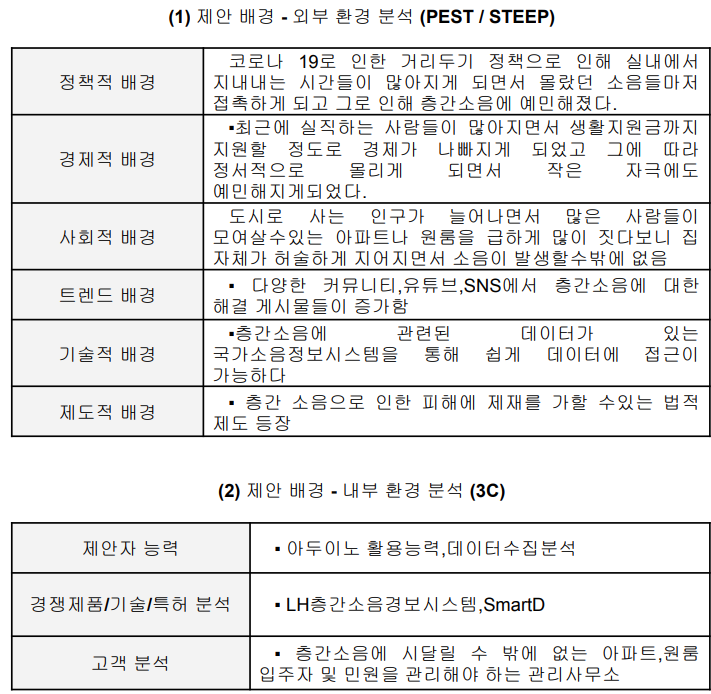 (1) 제안 배경 - 외부 환경 분석 (PEST / STEEP)
정책적 배경
코로나 19로 인한 거리두기 정책으로 인해 실내에서
지내내는 시간들이 많아지게 되면서 몰랐던 소음들마저
접촉하게 되고 그로 인해 층간소음에 예민해졌다.
경제적 배경
▪최근에 실직하는 사람들이 많아지면서 생활지원금까지
지원할 정도로 경제가 나빠지게 되었고 그에 따라
정서적으로 몰리게 되면서 작은 자극에도
예민해지게되었다.
사회적 배경
도시로 사는 인구가 늘어나면서 많은 사람들이
모여살수있는 아파트나 원룸을 급하게 많이 짓다보니 집
자체가 허술하게 지어지면서 소음이 발생할수밖에 없음
트렌드 배경
▪ 다양한 커뮤니티,유튜브,SNS에서 층간소음에 대한
해결 게시물들이 증가함
기술적 배경
▪층간소음에 관련된 데이터가 있는
국가소음정보시스템을 통해 쉽게 데이터에 접근이
가능하다
제도적 배경
▪ 층간 소음으로 인한 피해에 제재를 가할 수있는 법적
제도 등장
(2) 제안 배경 - 내부 환경 분석 (3C)
제안자 능력
▪ 아두이노 활용능력,데이터수집분석
경쟁제품/기술/특허 분석
▪ LH층간소음경보시스템,SmartD
고객 분석
▪ 층간소음에 시달릴 수 밖에 없는 아파트,원룸
입주자 및 민원을 관리해야 하는 관리사무소